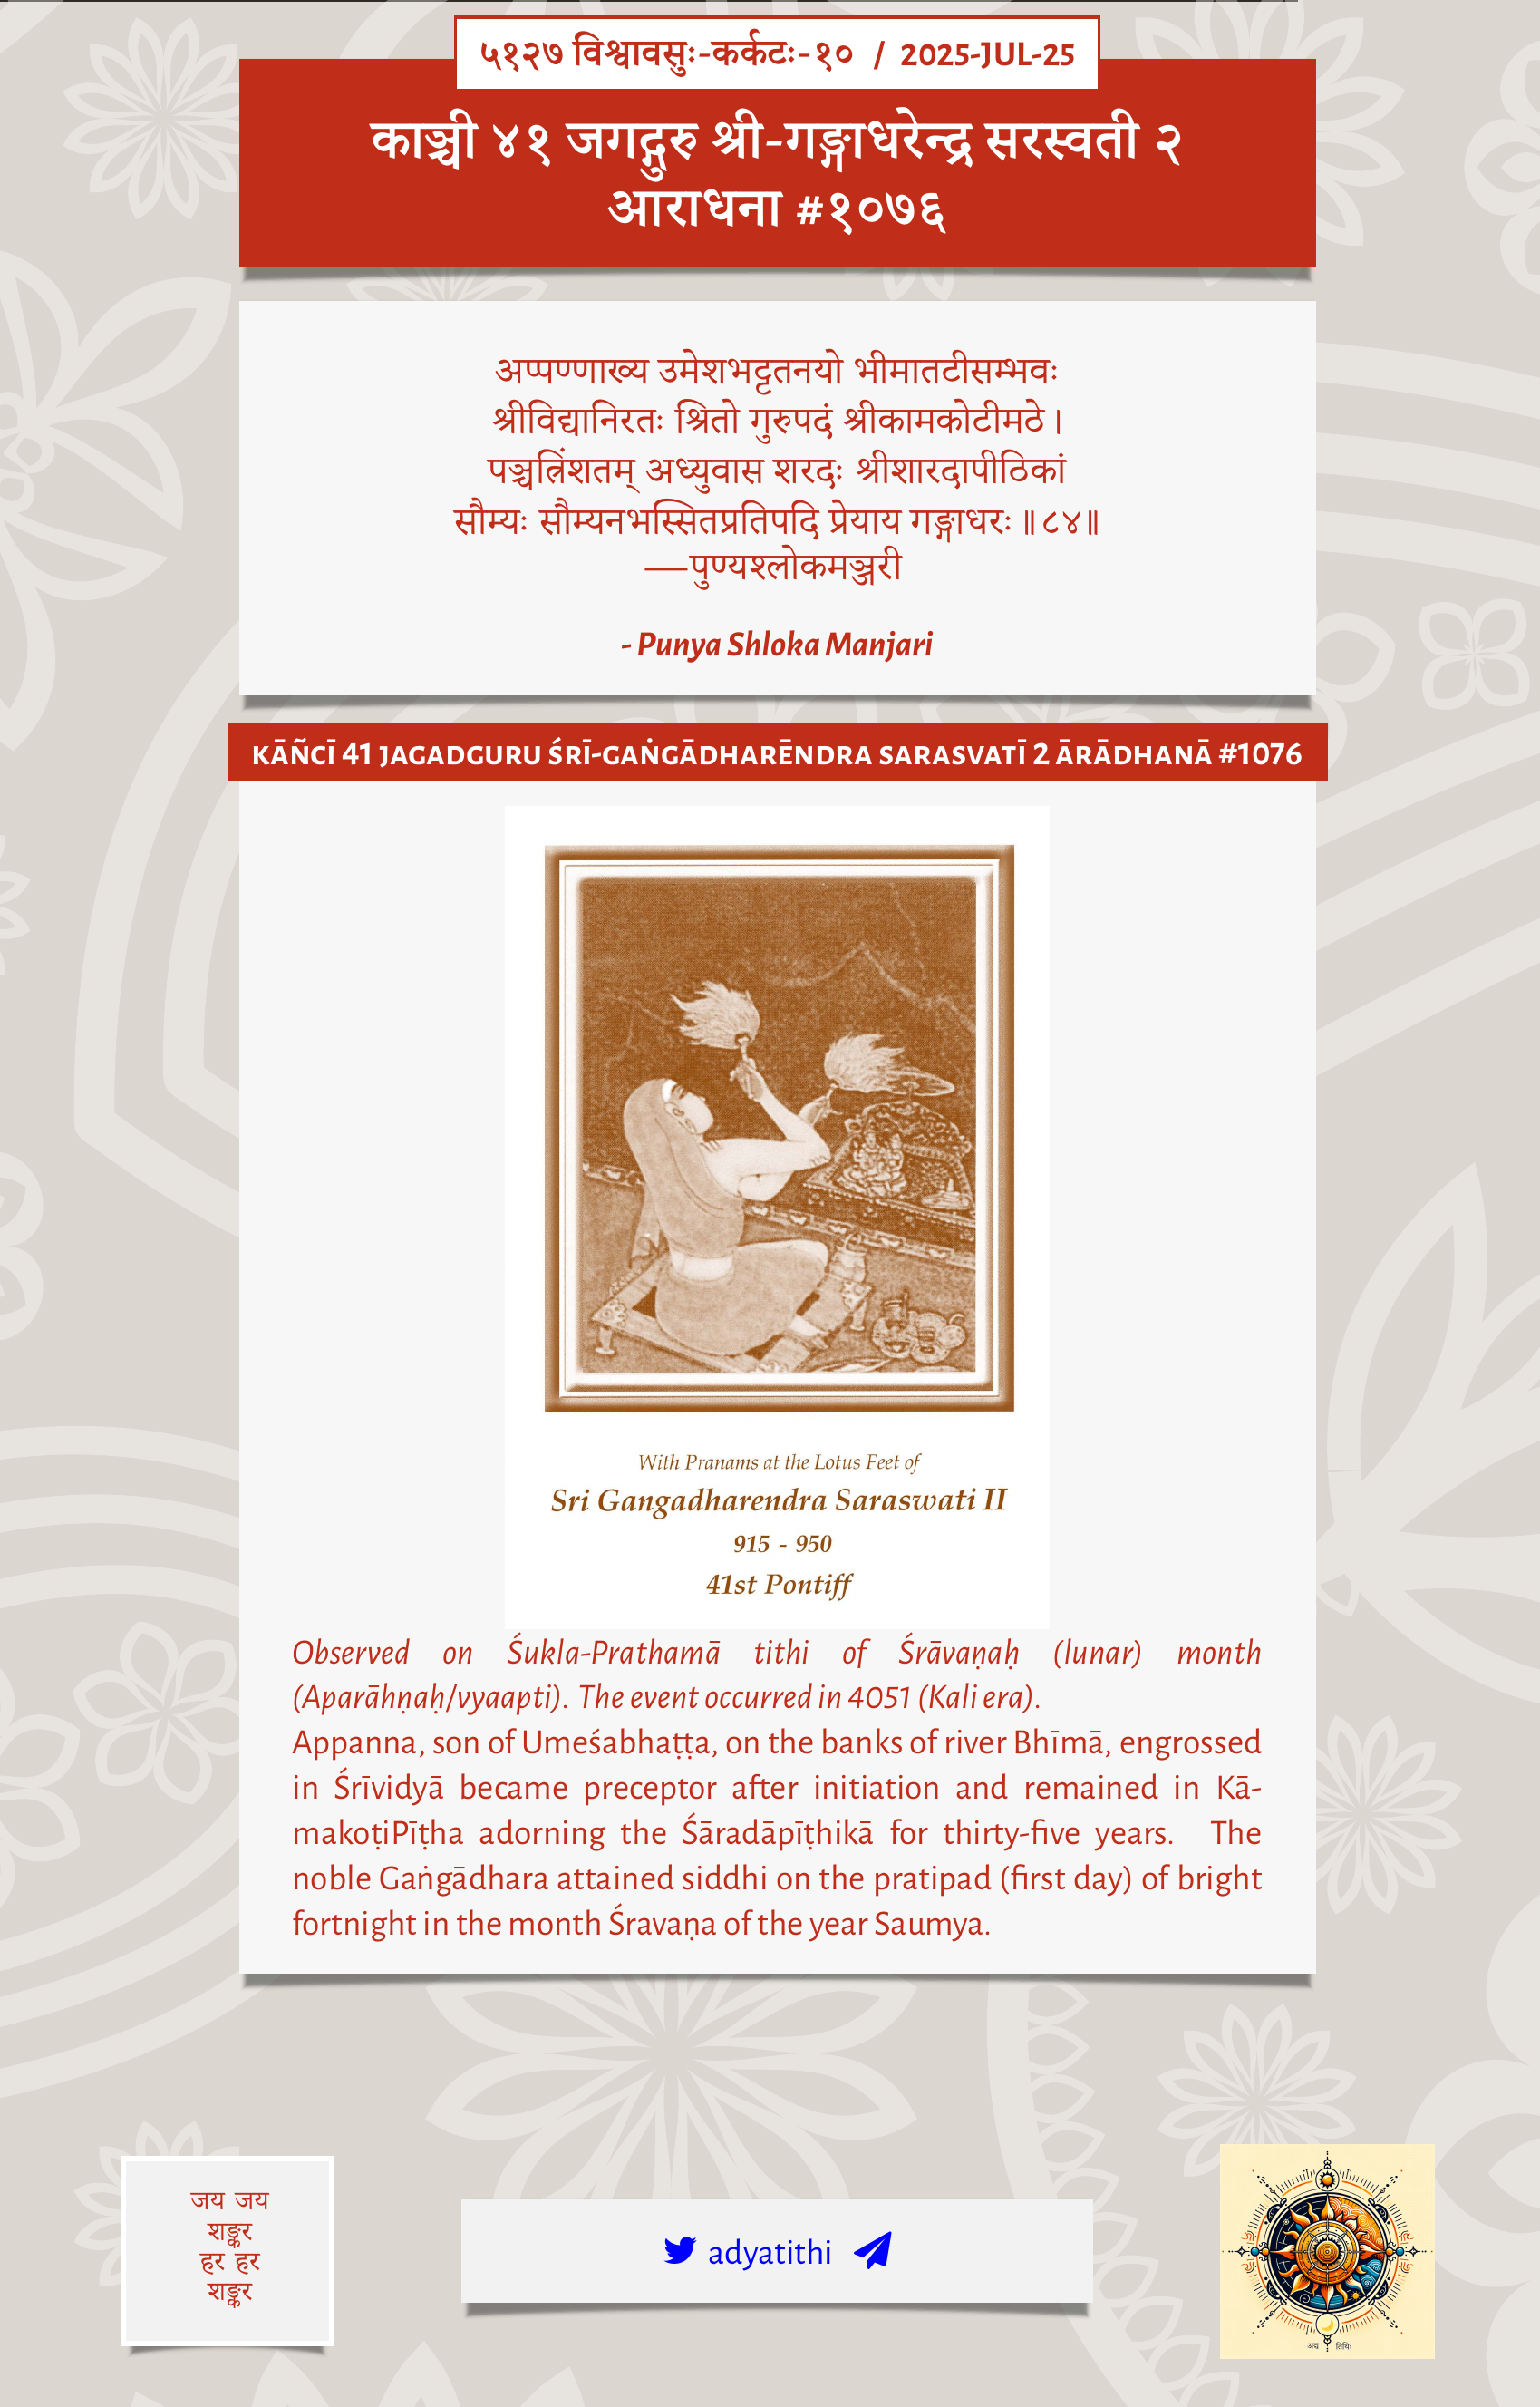 ५१२७ विश्वावसुः-कर्कटः-१० / 2025-JUL-25
काञ्ची ४१ जगद्गुरु श्री-गङ्गाधरेन्द्र सरस्वती २
आराधना #१०७६
अप्पण्णाख्य उमेशभट्टतनयो भीमातटीसम्भवः
श्रीविद्यानिरतः श्रितो गुरुपदं श्रीकामकोटीमठे।
पञ्चत्रिंशतम् अध्युवास शरदः श्रीशारदापीठिकां
सौम्यः सौम्यनभस्सितप्रतिपदि प्रेयाय गङ्गाधरः॥८४॥
—पुण्यश्लोकमञ्जरी
- Punya Shloka Manjari
KĀÑCĪ 41 JAGADGURU ŚRĪ-GAṄGĀDHARĒNDRA SARASVATĪ 2 ĀRĀDHANĀ #1076
With Pranams at the Lotus Feet of
Sri Gangadharendra Saraswati II
915 - 950
41st Pontiff
Observed on Śukla-Prathamā tithi of Śrāvaṇaḥ (lunar) month
(Aparāhṇaḥ/vyaapti). The event occurred in 4051 (Kali era).
Appanna, son of Umeśabhaṭṭa, on the banks of river Bhīmā, engrossed
in Śrīvidyā became preceptor after initiation and remained in Kā-
makoṭiPīṭha adorning the Śāradāpīṭhikā for thirty-five years. The
noble Gaṅgādhara attained siddhi on the pratipad (first day) of bright
fortnight in the month Śravaṇa of the year Saumya.
जय जय
शङ्कर
हर हर
शङ्कर
adyatithi
अद्य तिथिः